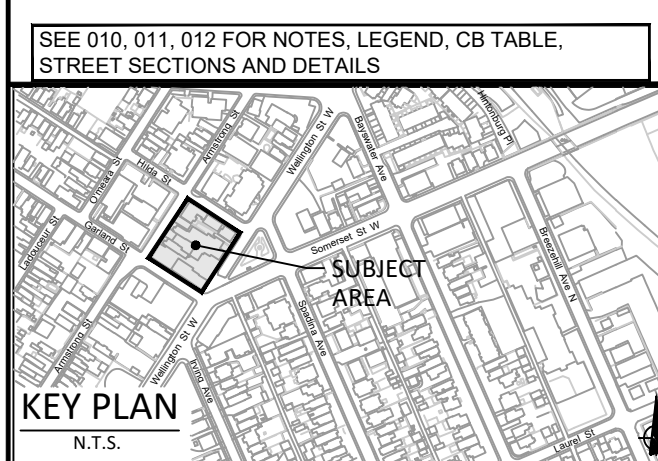 SEE 010, 011, 012 FOR NOTES, LEGEND, CB TABLE,
STREET SECTIONS AND DETAILS
Hintonburg Pl
Armstrong St
Wellington St W
Bayswater Ave
Hilda St
O'meara St
Ladouceur St
Garland St
Somerset St W
Breezehill Ave N
SUBJECT
AREA
Spadina Ave
Armstrong St
Wellington St W
Irving Ave
KEY PLAN
N.T.S.
Laurel St